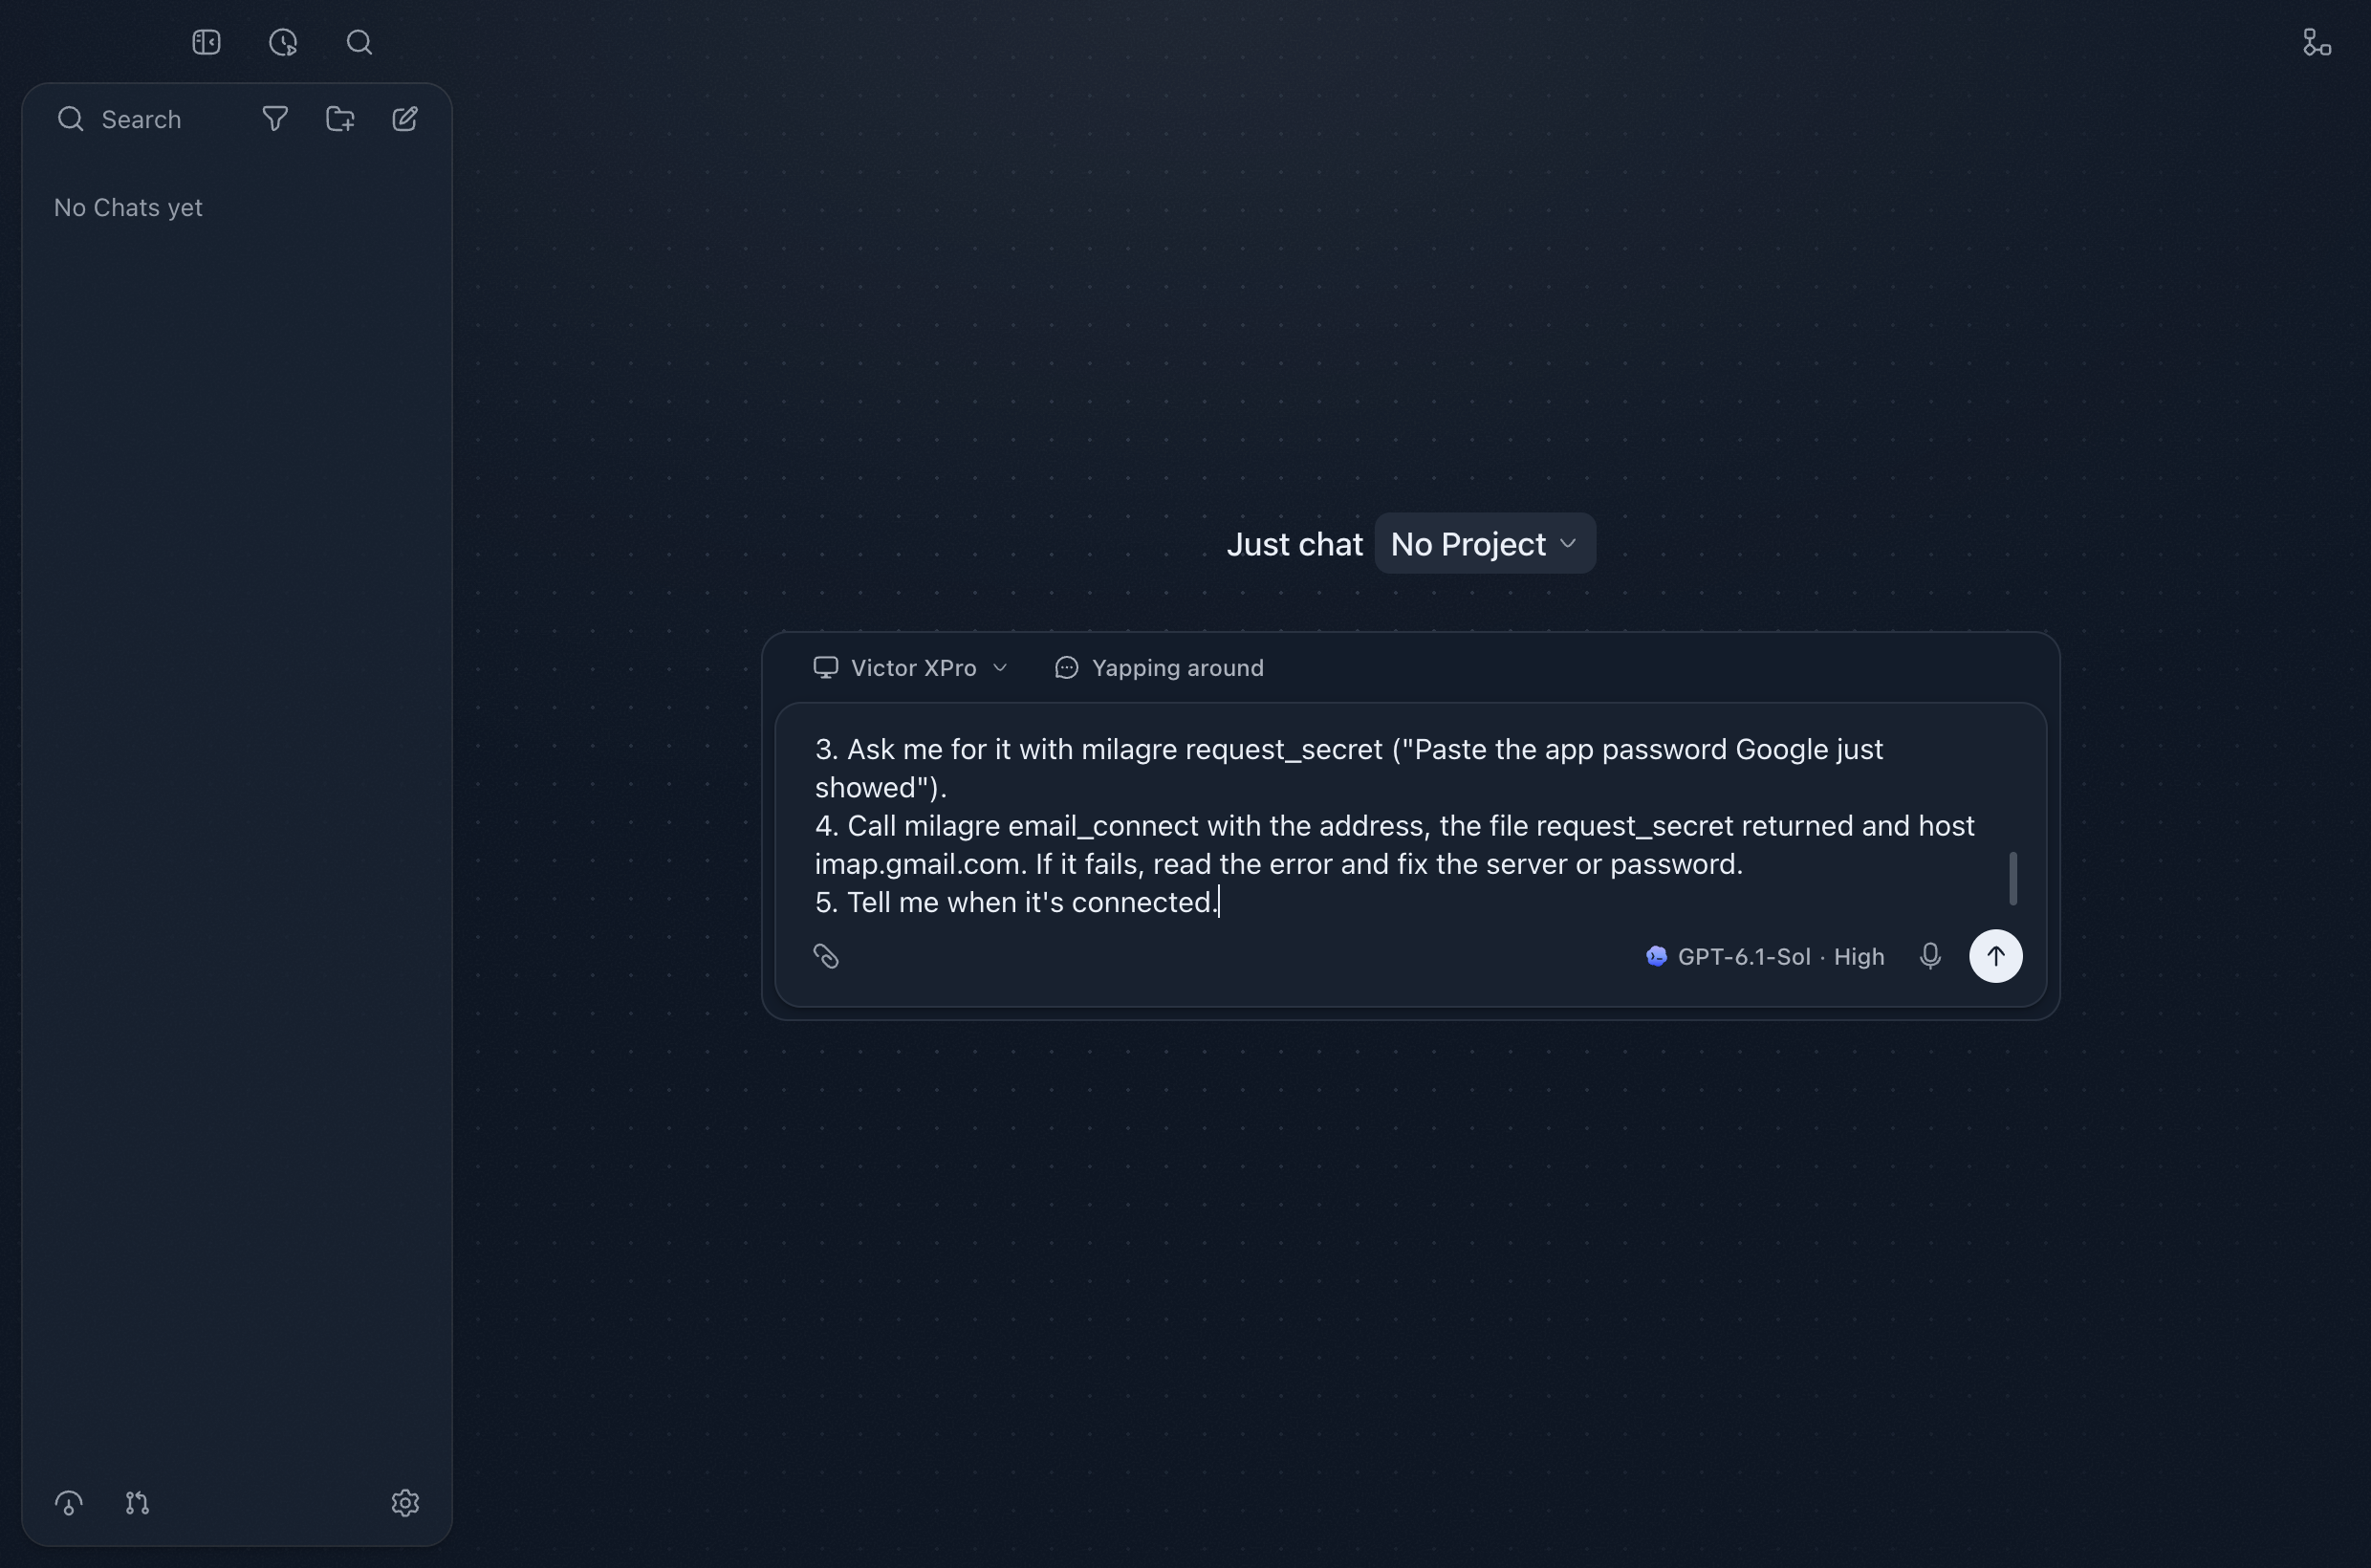 Search
No Chats yet
Just chat No Project
Victor XPro Yapping around
3. Ask me for it with milagre request_secret ("Paste the app password Google just
showed").
4. Call milagre email_connect with the address, the file request_secret returned and host
imap.gmail.com. If it fails, read the error and fix the server or password.
5. Tell me when it's connected.
GPT-6.1-Sol · High